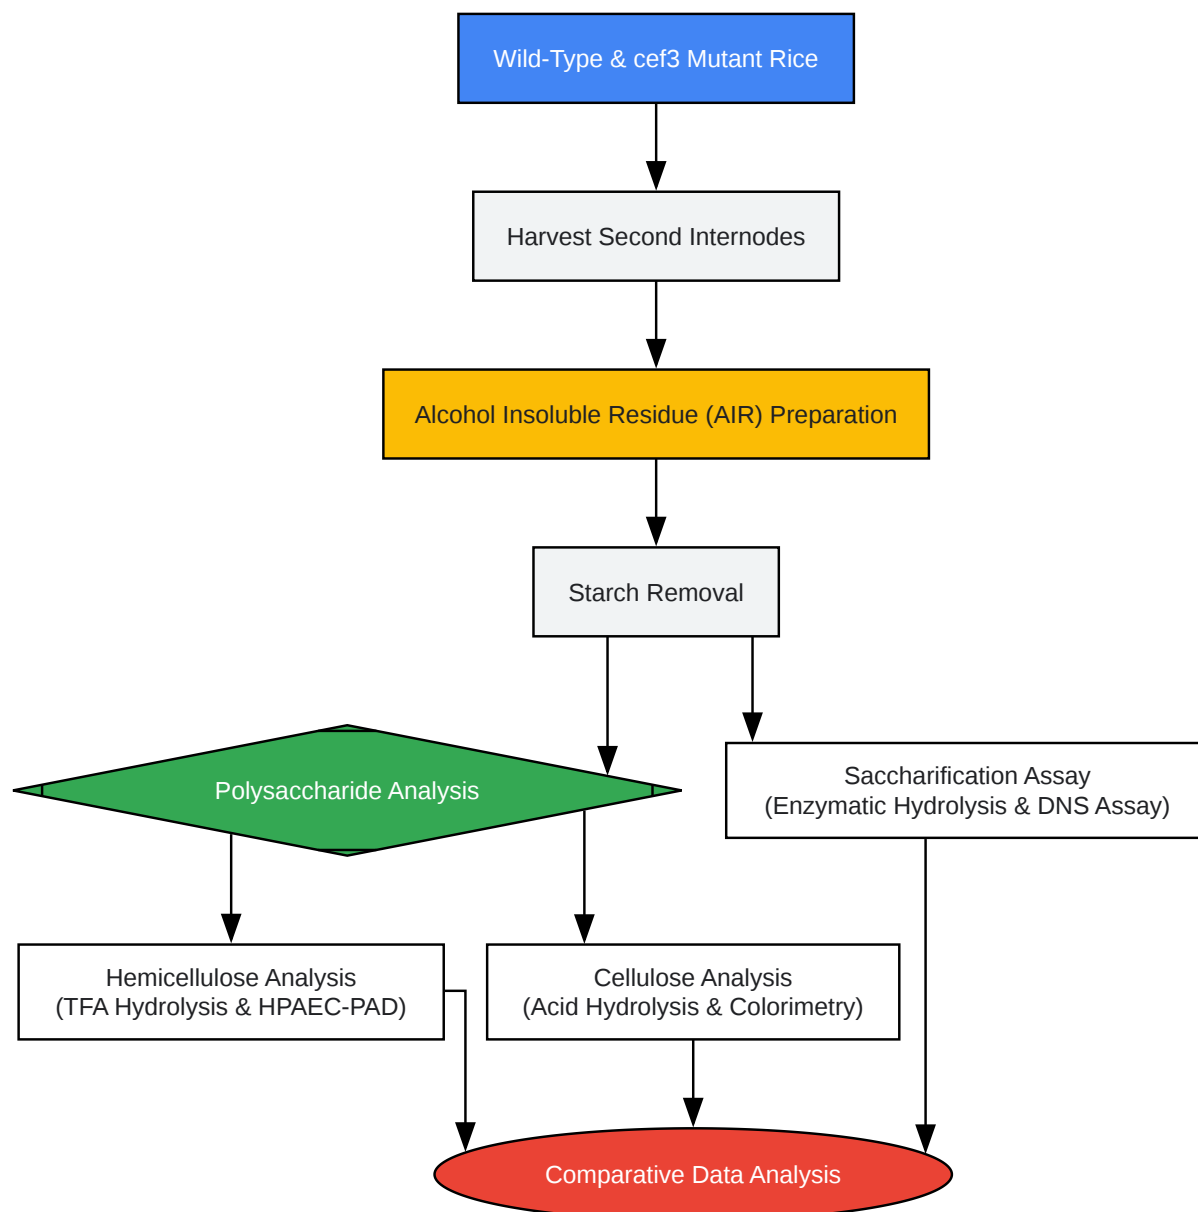 Wild-Type & cef3 Mutant Rice
Harvest Second Internodes
Alcohol Insoluble Residue (AIR) Preparation
Starch Removal
Polysaccharide Analysis
Saccharification Assay
(Enzymatic Hydrolysis & DNS Assay)
Hemicellulose Analysis
(TFA Hydrolysis & HPAEC-PAD)
Cellulose Analysis
(Acid Hydrolysis & Colorimetry)
Comparative Data Analysis